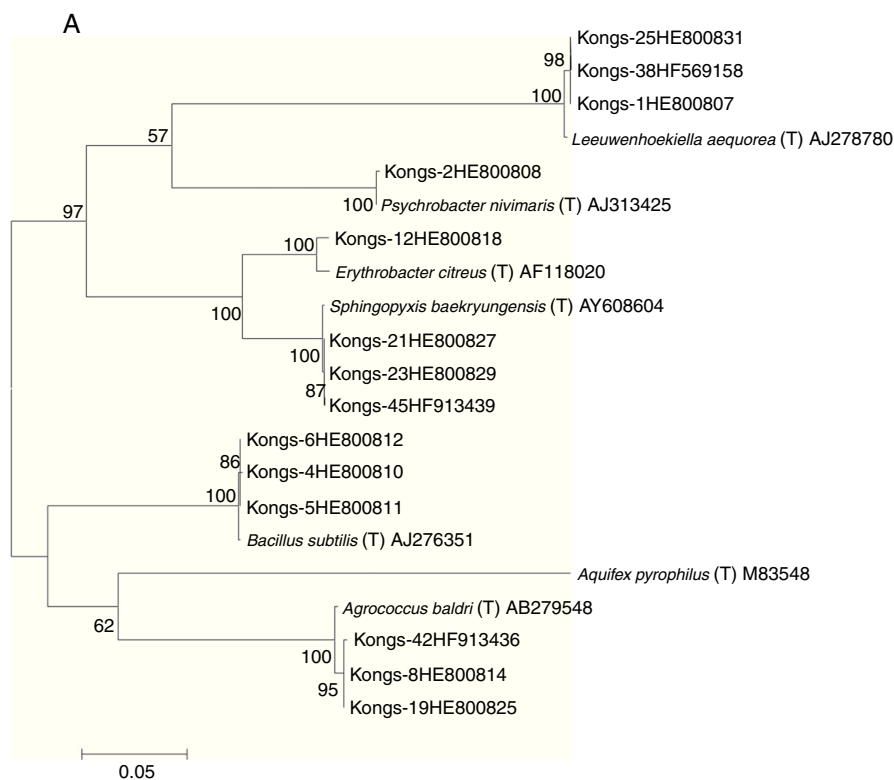 A
Kongs-25HE800831
98
Kongs-38HF569158
100
Kongs-1HE800807
57
Leeuwenhoekiella aequorea (T) AJ278780
Kongs-2HE800808
100
Psychrobacter nivimaris (T) AJ313425
97
Kongs-12HE800818
100
Erythrobacter citreus (T) AF118020
100
Sphingopyxis baekryungensis (T) AY608604
Kongs-21HE800827
100
Kongs-23HE800829
87
Kongs-45HF913439
Kongs-6HE800812
86
Kongs-4HE800810
100
Kongs-5HE800811
Bacillus subtilis (T) AJ276351
Aquifex pyrophilus (T) M83548
Agrococcus baldri (T) AB279548
62
Kongs-42HF913436
100
Kongs-8HE800814
95
Kongs-19HE800825
0.05